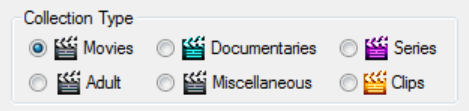 Collection Type
Movies Documentaries Series
Adult Miscellaneous Clips